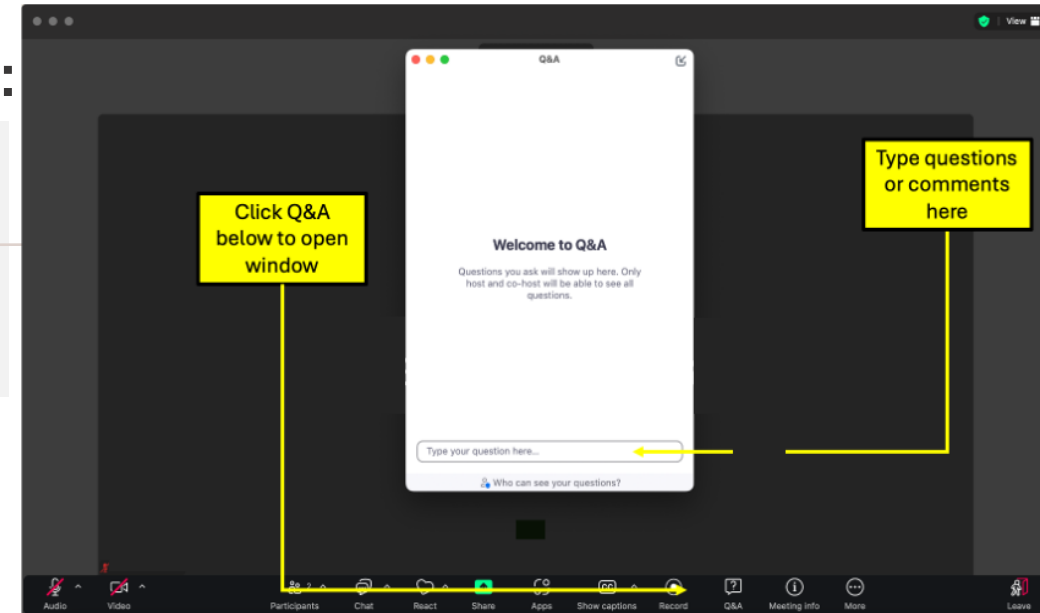 :
View
Q&A
Type questions
or comments
here
Click Q&A
below to open
window
Welcome to Q&A
Questions you ask will show up here. Only
host and co-host will be able to see all
questions.
Type your question here...
Who can see your questions?
2
CC
Audio
Video
Participants
Chat
React
Share
Apps
Show captions
Record
Q&A
Meeting info
More
Leave